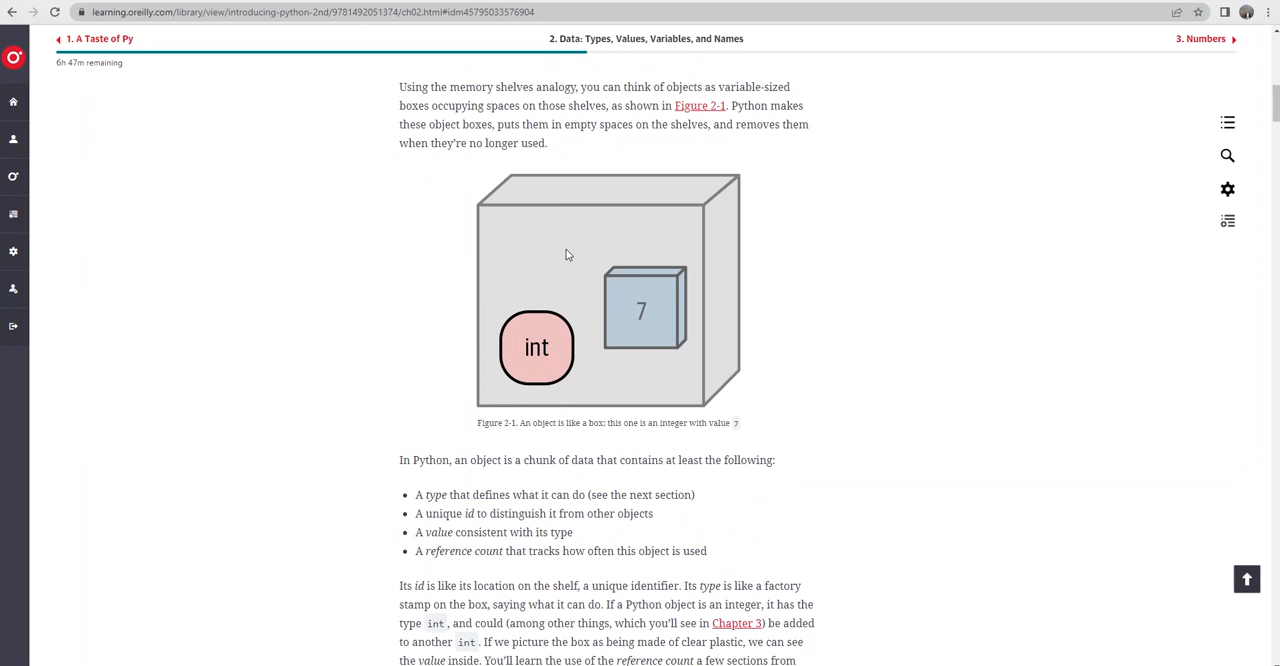 learning.oreilly.com/library/view/introducing-python-2nd/9781492051374/ch02.html#idm45795033576904
1. A Taste of Py
2. Data: Types, Values, Variables, and Names
3. Numbers
6h 47m remaining
Using the memory shelves analogy, you can think of objects as variable-sized
boxes occupying spaces on those shelves, as shown in Figure 2-1. Python makes
these object boxes, puts them in empty spaces on the shelves, and removes them
when they're no longer used.
7
int
Figure 2-1. An object is like a box: this one is an integer with value 7
In Python, an object is a chunk of data that contains at least the following:
• A type that defines what it can do (see the next section)
• A unique id to distinguish it from other objects
• A value consistent with its type
• A reference count that tracks how often this object is used
Its id is like its location on the shelf, a unique identifier. Its type is like a factory
stamp on the box, saying what it can do. If a Python object is an integer, it has the
type int, and could (among other things, which you'll see in Chapter 3) be added
to another int. If we picture the box as being made of clear plastic, we can see
the value inside. You'll learn the use of the reference count a few sections from